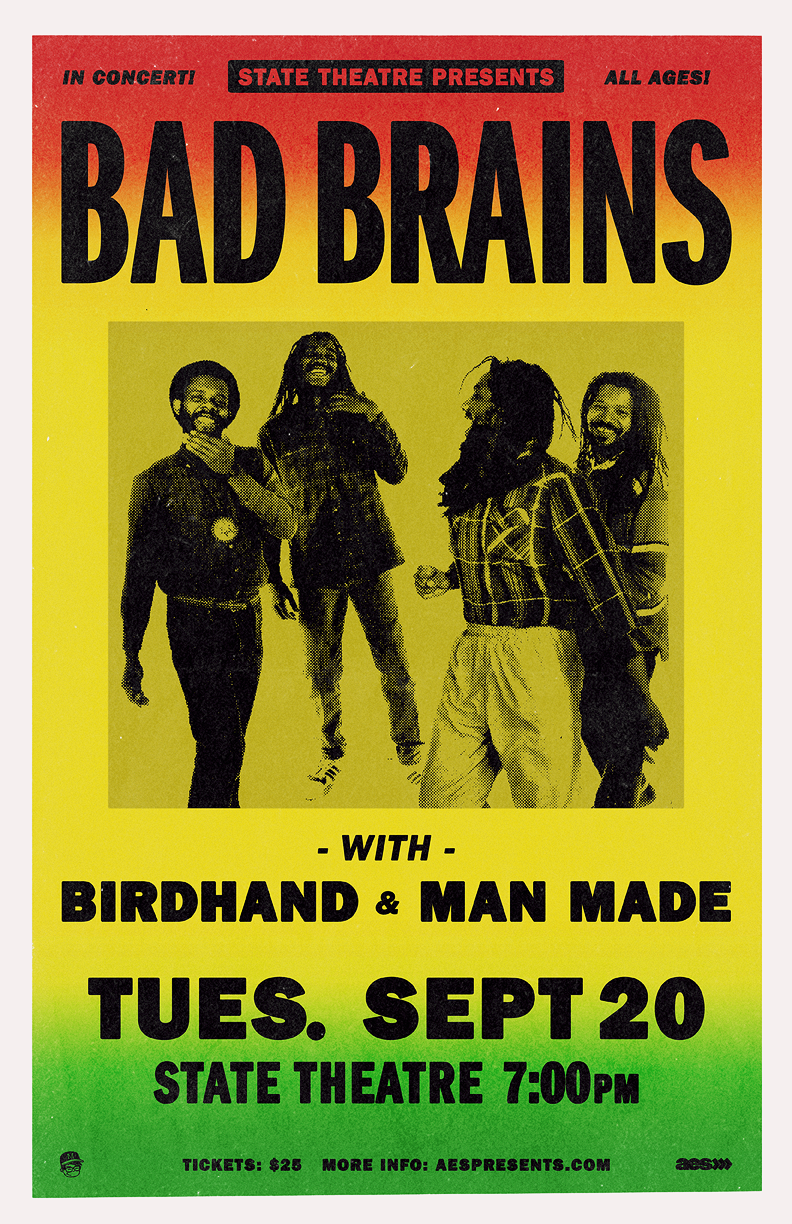 IN CONCERT! STATE THEATRE PRESENTS ALL AGES!
BAD BRAINS
- WITH -
BIRDHAND & MAN MADE
TUES. SEPT 20
STATE THEATRE 7:00PM
TICKETS: $25 MORE INFO: AESPRESENTS.COM aes